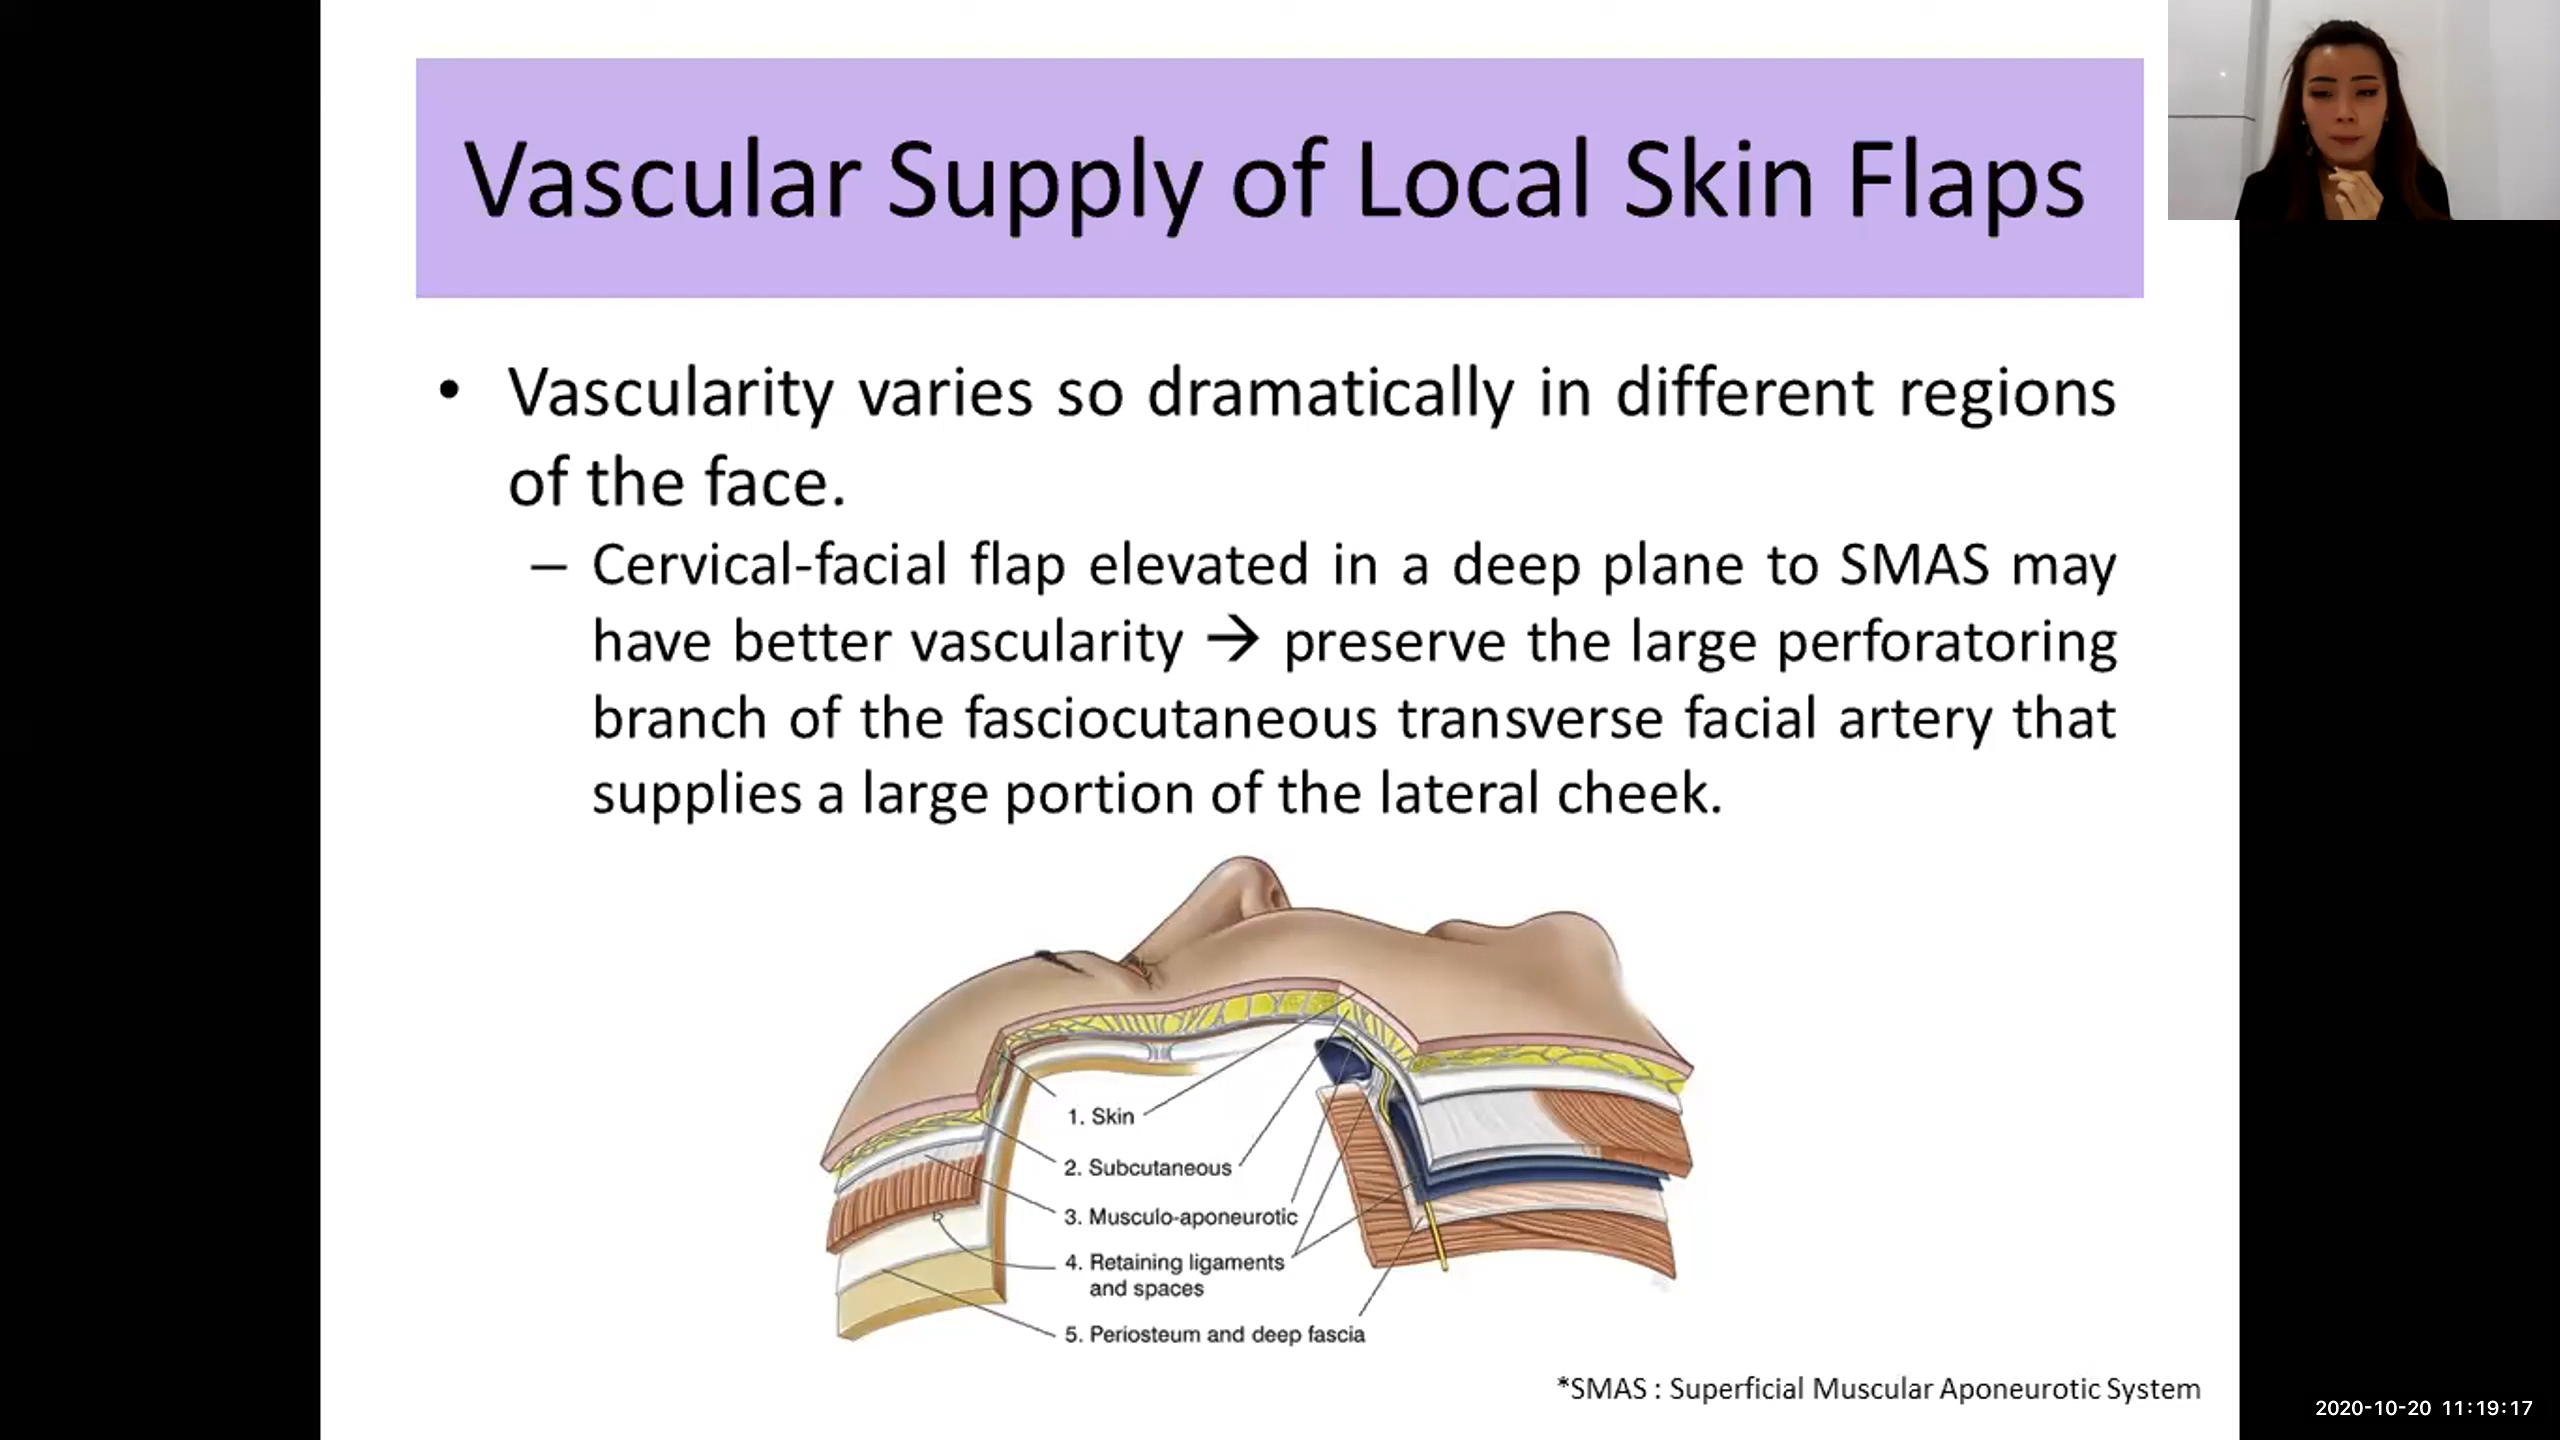 Vascular Supply of Local Skin Flaps
• Vascularity varies so dramatically in different regions
of the face.
– Cervical-facial flap elevated in a deep plane to SMAS may
have better vascularity → preserve the large perforatoring
branch of the fasciocutaneous transverse facial artery that
supplies a large portion of the lateral cheek.
1. Skin
2. Subcutaneous
3. Musculo-aponeurotic
4. Retaining ligaments
and spaces
5. Periosteum and deep fascia
*SMAS : Superficial Muscular Aponeurotic System
2020-10-20 11:19:17